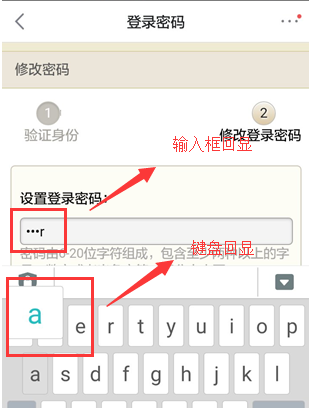 登录密码
修改密码
1
2
验证身份
修改登录密码
输入框回显
设置登录密码：
•••r
密码由6-20位字符组成，包含至少两种以上的字
键盘回显
a
e r t y u i o p
a s d f g h j k l